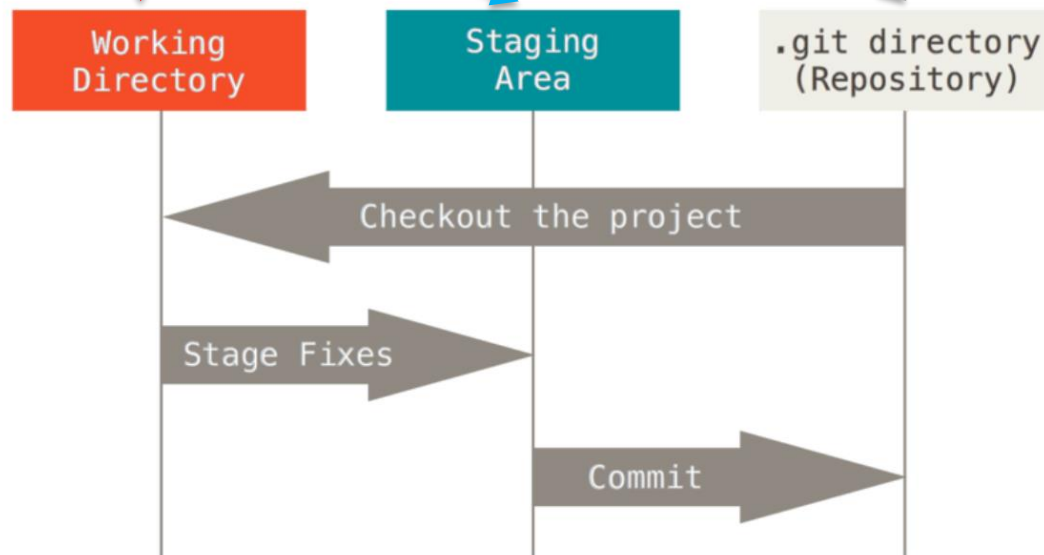 Working
Directory
Staging
Area
.git directory
(Repository)
Checkout the project
Stage Fixes
Commit